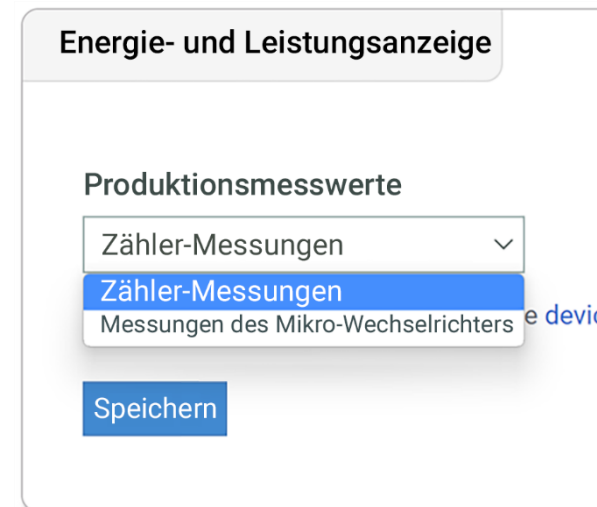 Energie- und Leistungsanzeige
Produktionsmesswerte
Zähler-Messungen
Zähler-Messungen
Messungen des Mikro-Wechselrichters
Speichern